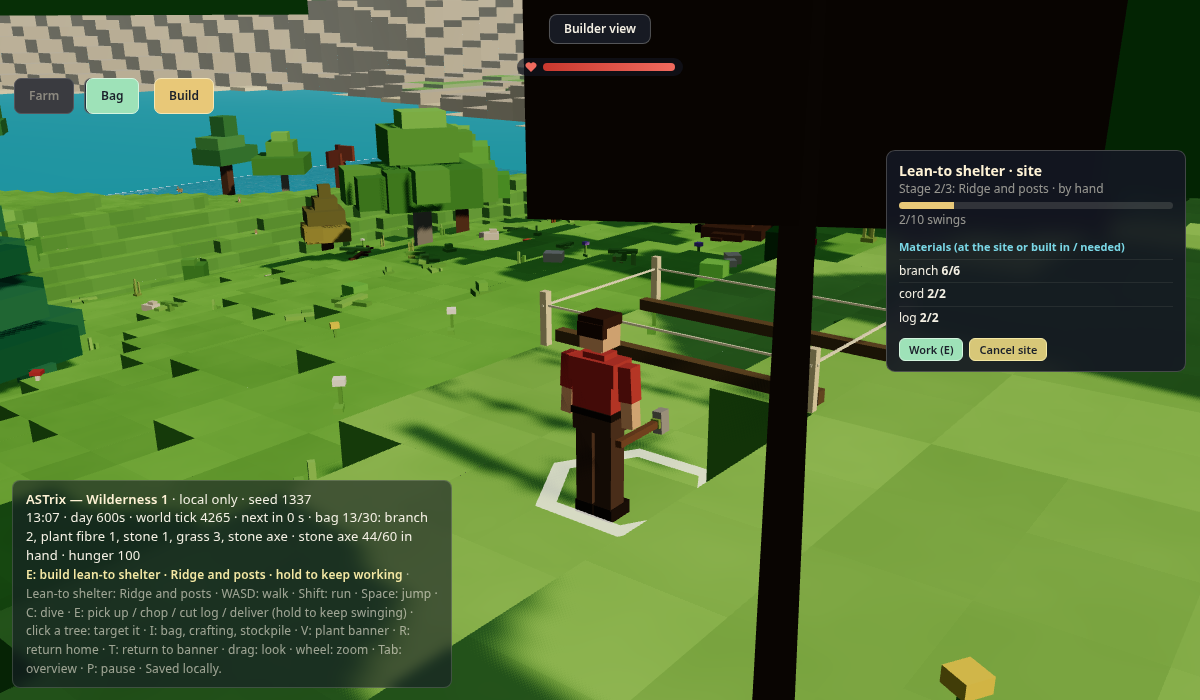 Builder view
Farm
Bag
Build
Lean-to shelter · site
Stage 2/3: Ridge and posts · by hand
2/10 swings
Materials (at the site or built in / needed)
branch 6/6
cord 2/2
log 2/2
Work (E)
Cancel site
ASTrix — Wilderness 1 · local only · seed 1337
13:07 · day 600s · world tick 4265 · next in 0 s · bag 13/30: branch
2, plant fibre 1, stone 1, grass 3, stone axe · stone axe 44/60 in
hand · hunger 100
E: build lean-to shelter · Ridge and posts · hold to keep working ·
Lean-to shelter: Ridge and posts · WASD: walk · Shift: run · Space: jump ·
C: dive · E: pick up / chop / cut log / deliver (hold to keep swinging) ·
click a tree: target it · I: bag, crafting, stockpile · V: plant banner · R:
return home · T: return to banner · drag: look · wheel: zoom · Tab:
overview · P: pause · Saved locally.